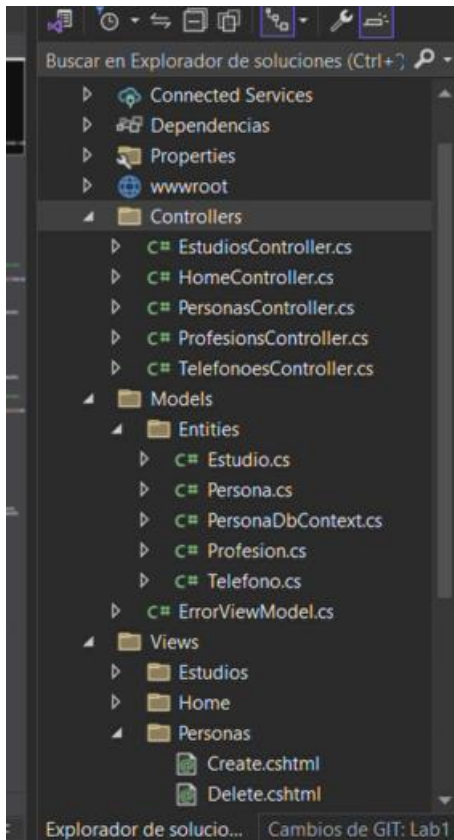 Buscar en Explorador de soluciones (Ctrl+
Connected Services
Dependencias
Properties
wwwroot
Controllers
C# EstudiosController.cs
C# HomeController.cs
C# PersonasController.cs
C# ProfesionsController.cs
C# TelefonoesController.cs
Models
Entities
C# Estudio.cs
C# Persona.cs
C# PersonaDbContext.cs
C# Profesion.cs
C# Telefono.cs
C# ErrorViewModel.cs
Views
Estudios
Home
Personas
Create.cshtml
Delete.cshtml
Explorador de solucio... Cambios de GIT: Lab1